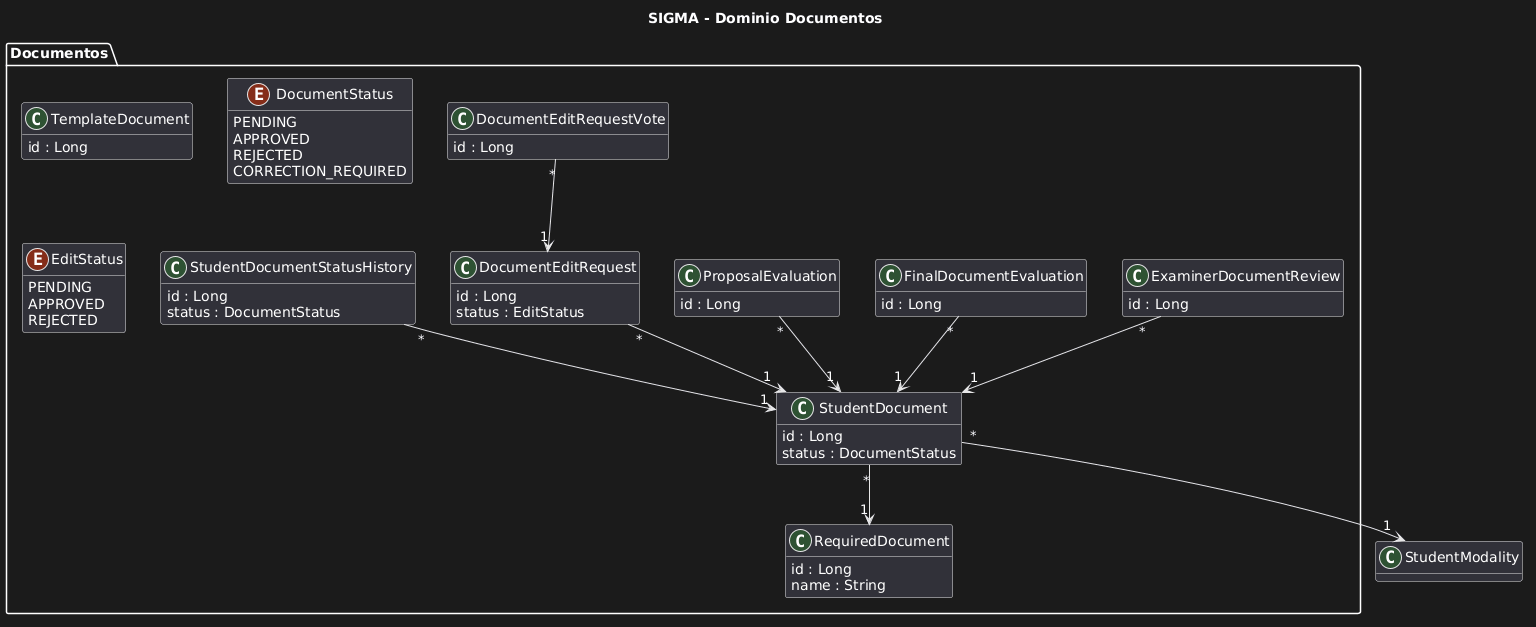 SIGMA - Dominio Documentos
Documentos
C TemplateDocument
id : Long
E DocumentStatus
PENDING
APPROVED
REJECTED
CORRECTION_REQUIRED
C DocumentEditRequestVote
id : Long
*
1
E EditStatus
PENDING
APPROVED
REJECTED
C StudentDocumentStatusHistory
id : Long
status : DocumentStatus
C DocumentEditRequest
id : Long
status : EditStatus
C ProposalEvaluation
id : Long
C FinalDocumentEvaluation
id : Long
C ExaminerDocumentReview
id : Long
*
*
*
*
*
1
1
1
1
1
C StudentDocument
id : Long
status : DocumentStatus
*
*
1
1
C RequiredDocument
id : Long
name : String
C StudentModality